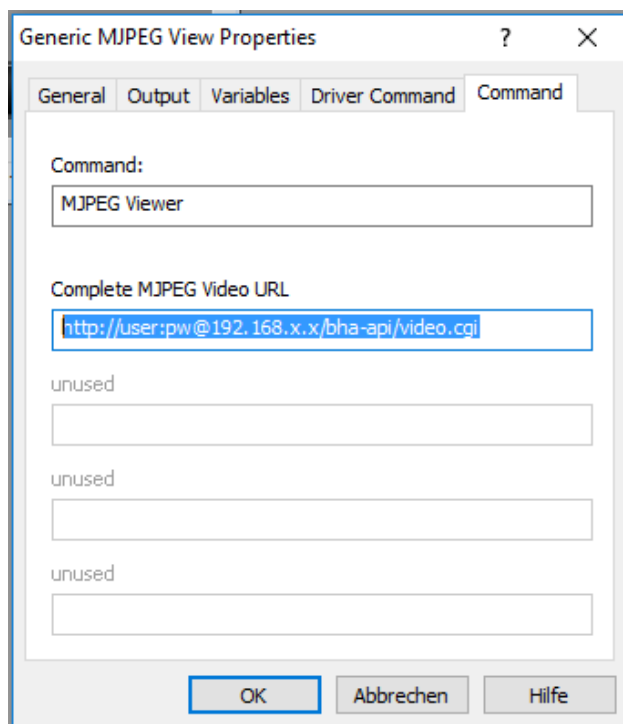 Generic MJPEG View Properties ?
General Output Variables Driver Command Command
Command:
MJPEG Viewer
Complete MJPEG Video URL
http://user:pw@192.168.x.x/bha-api/video.cgi
unused
unused
unused
OK Abbrechen Hilfe